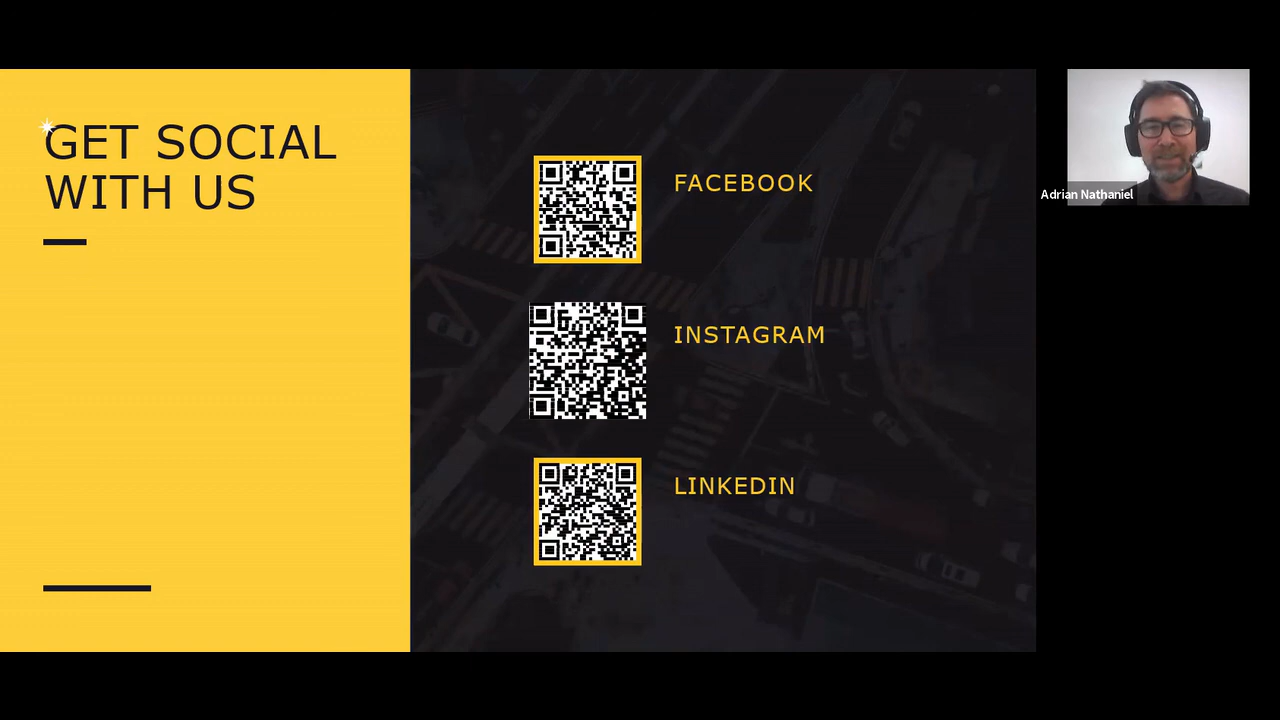 GET SOCIAL
WITH US
FACEBOOK
INSTAGRAM
LINKEDIN
Adrian Nathaniel